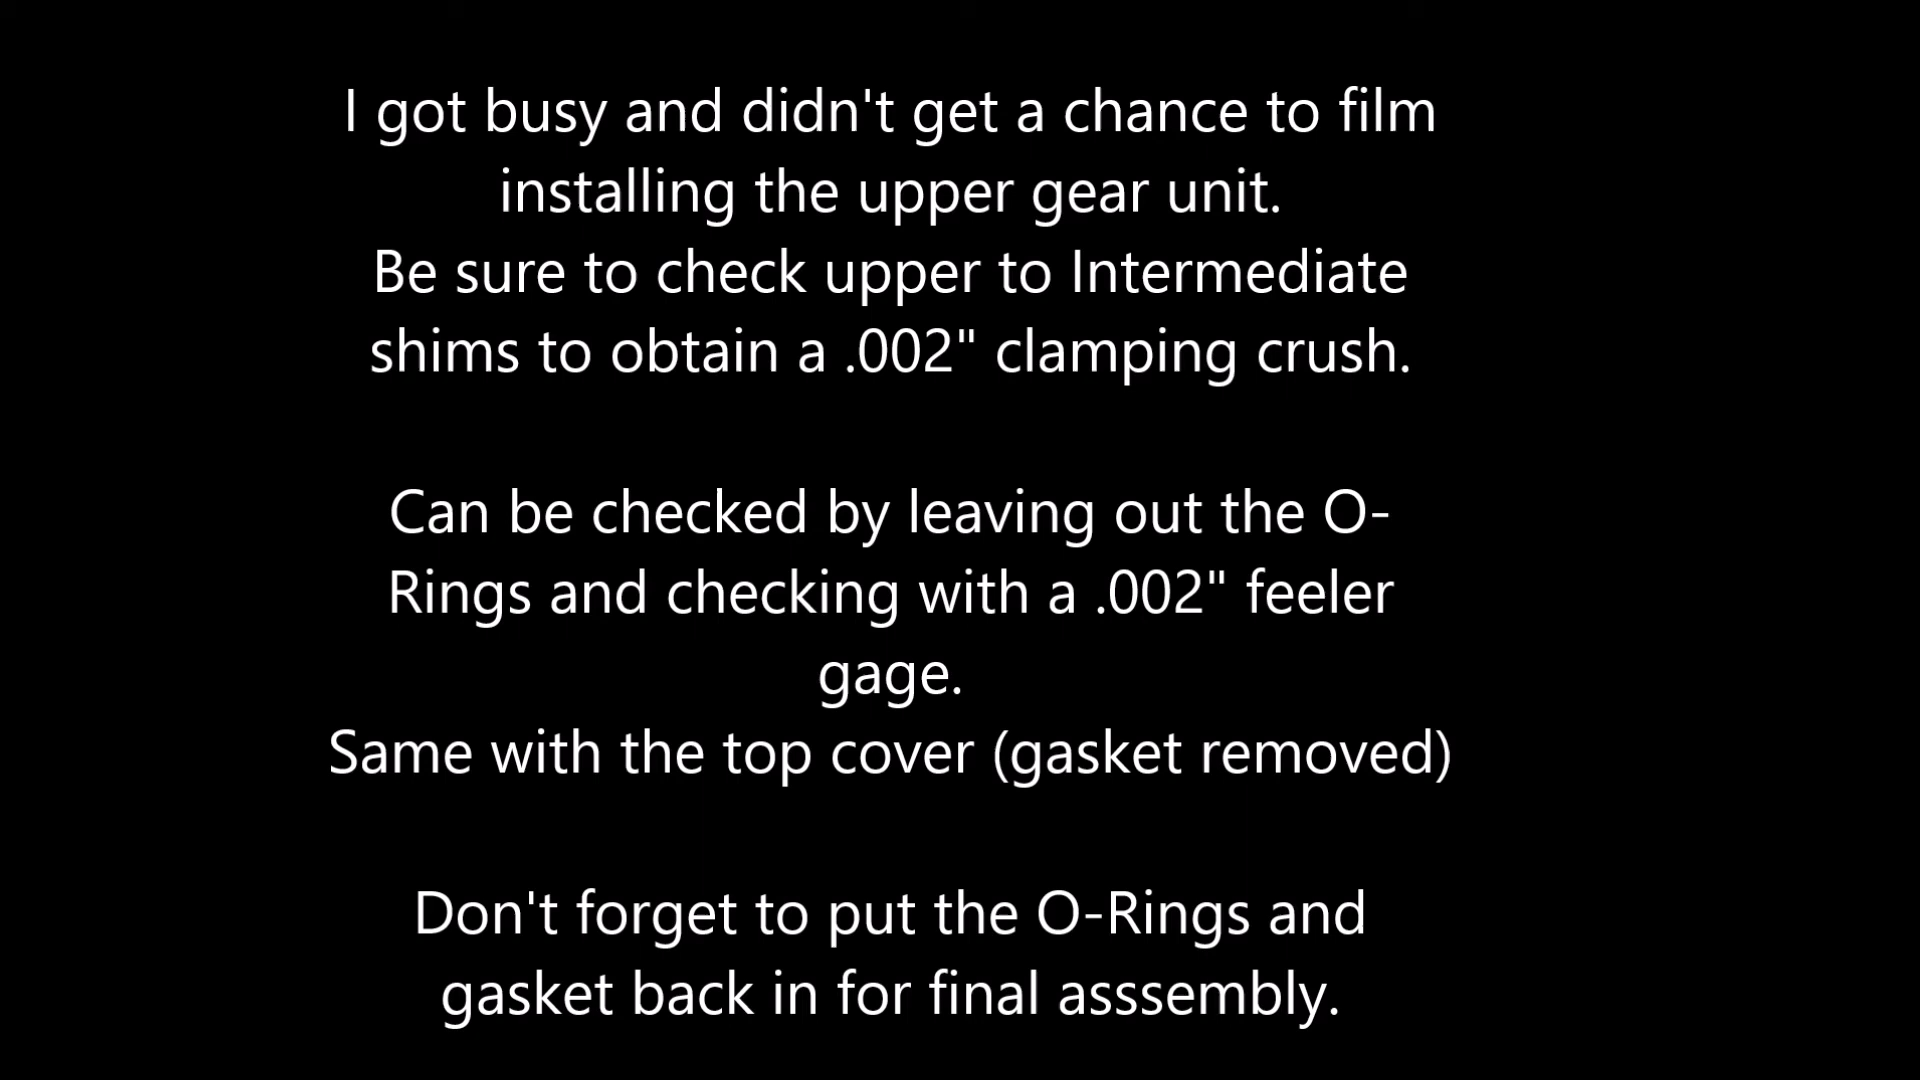 I got busy and didn't get a chance to film
installing the upper gear unit.
Be sure to check upper to Intermediate
shims to obtain a .002" clamping crush.
Can be checked by leaving out the O-
Rings and checking with a .002" feeler
gage.
Same with the top cover (gasket removed)
Don't forget to put the O-Rings and
gasket back in for final asssembly.